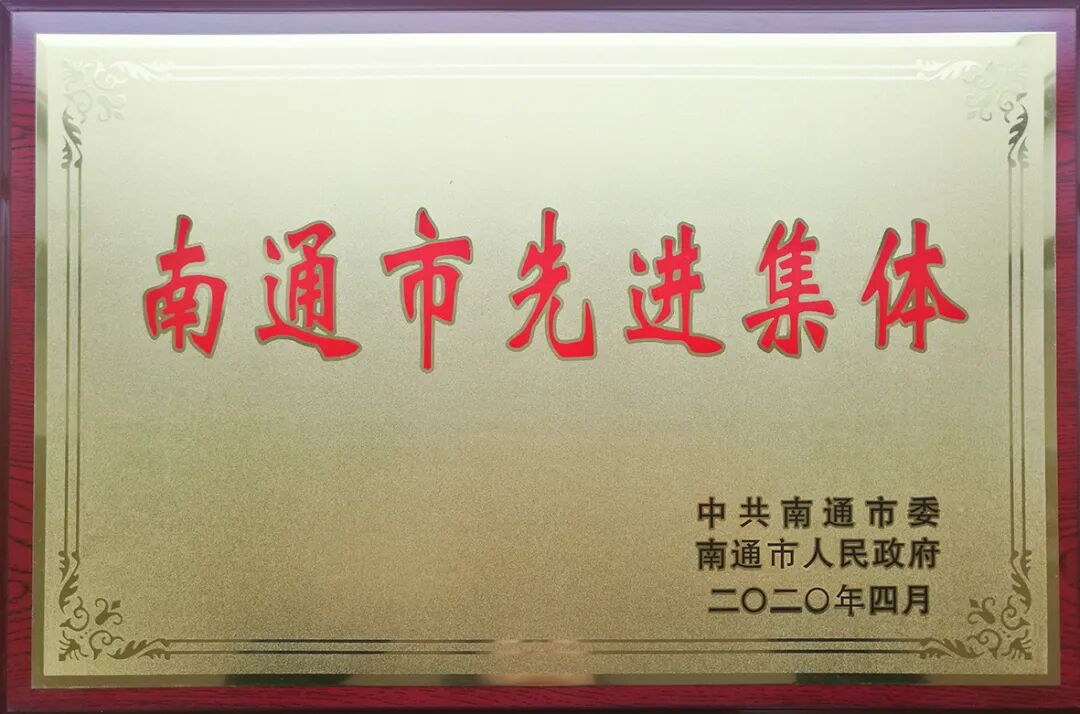 南通市先进集体
中共南通市委
南通市人民政府
二〇二〇年四月